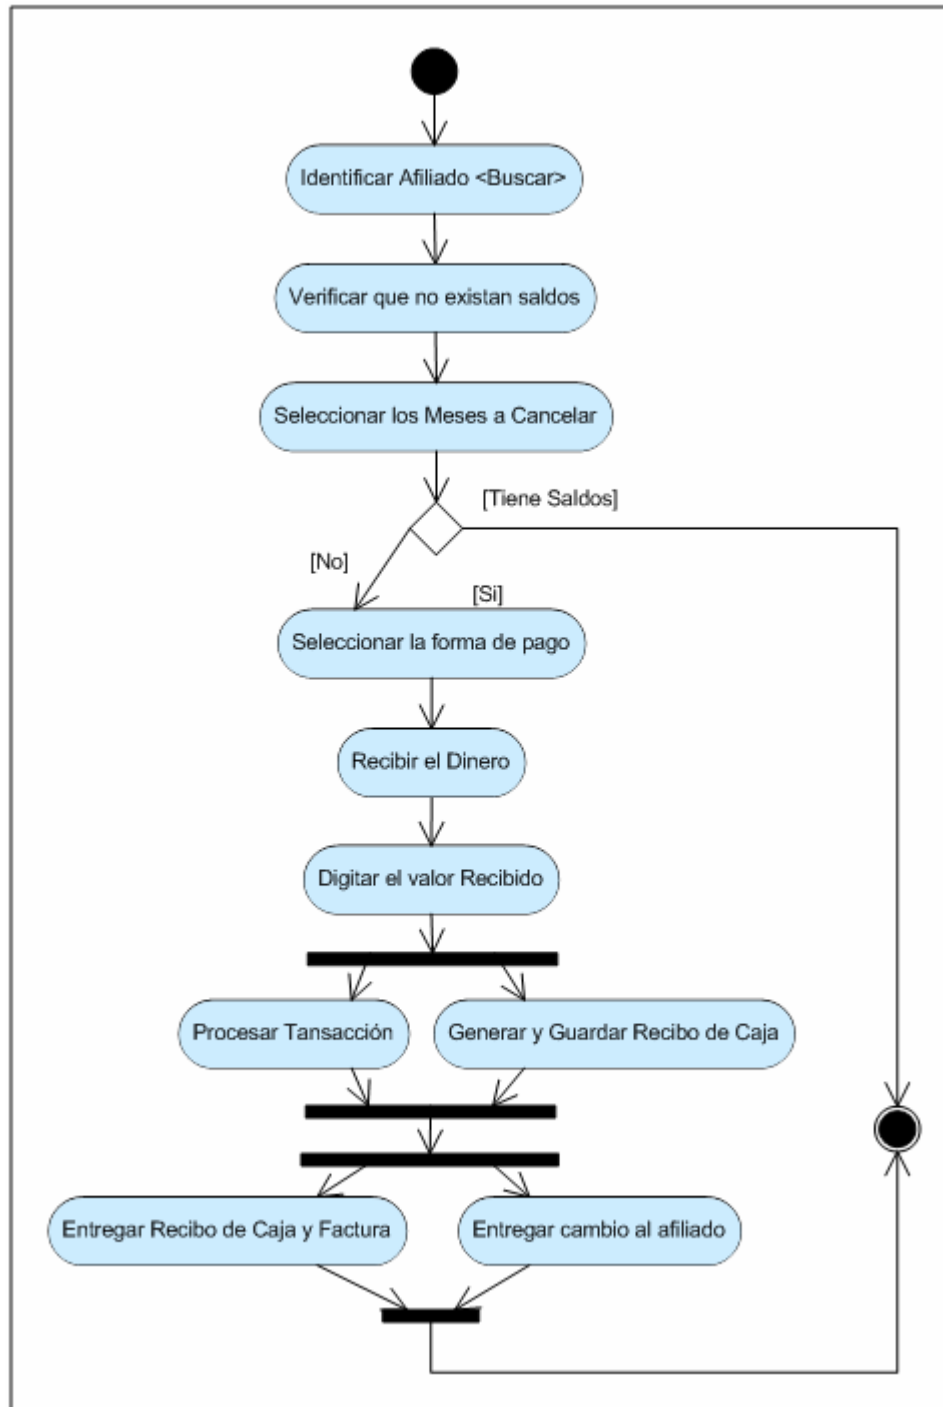 Identificar Afiliado <Buscar>
Verificar que no existan saldos
Seleccionar los Meses a Cancelar
[Tiene Saldos]
[No]
[Si]
Seleccionar la forma de pago
Recibir el Dinero
Digitar el valor Recibido
Procesar Tansacción
Generar y Guardar Recibo de Caja
Entregar Recibo de Caja y Factura
Entregar cambio al afiliado